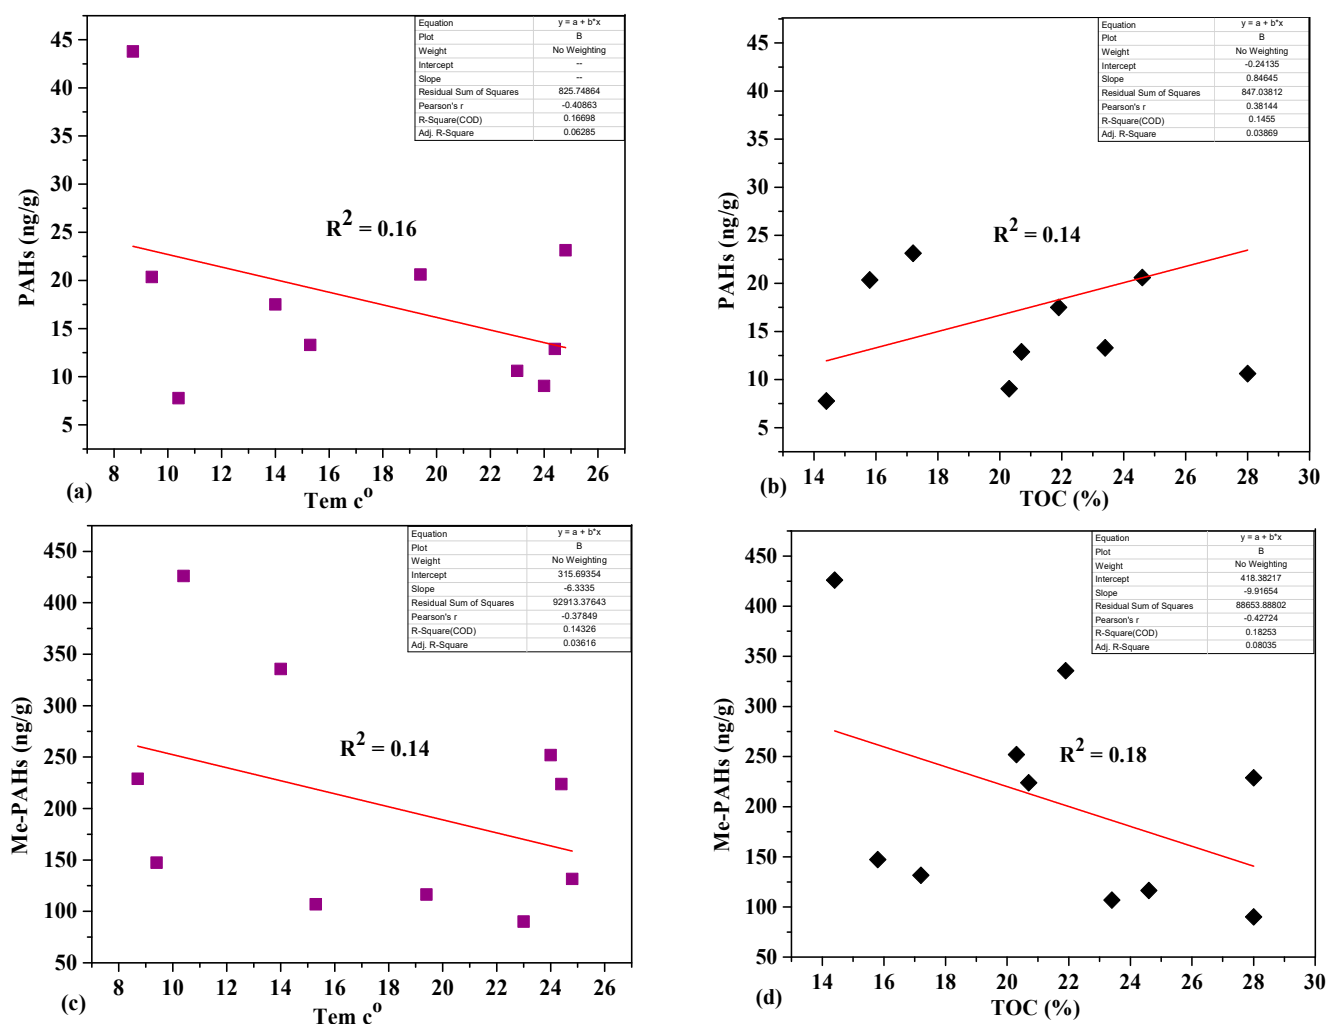 Equation y = a + b*x
Plot B
Weight No Weighting
Intercept --
Slope --
Residual Sum of Squares 825.74864
Pearson's r -0.40863
R-Square(COD) 0.16698
Adj. R-Square 0.06285
45
40
35
30
25
20
15
10
5
PAHs (ng/g)
R2 = 0.16
8 10 12 14 16 18 20 22 24 26
(a)
Tem co
Equation y = a + b*x
Plot B
Weight No Weighting
Intercept -0.24135
Slope 0.84645
Residual Sum of Squares 847.03812
Pearson's r 0.38144
R-Square(COD) 0.1455
Adj. R-Square 0.03869
45
40
35
30
25
20
15
10
5
PAHs (ng/g)
R2 = 0.14
14 16 18 20 22 24 26 28 30
(b)
TOC (%)
Equation y = a + b*x
Plot B
Weight No Weighting
Intercept 315.69354
Slope -6.3335
Residual Sum of Squares 92913.37643
Pearson's r -0.37849
R-Square(COD) 0.14326
Adj. R-Square 0.03616
450
400
350
300
250
200
150
100
50
Me-PAHs (ng/g)
R2 = 0.14
8 10 12 14 16 18 20 22 24 26
(c)
Tem co
Equation y = a + b*x
Plot B
Weight No Weighting
Intercept 418.38217
Slope -9.91654
Residual Sum of Squares 88653.88802
Pearson's r -0.42724
R-Square(COD) 0.18253
Adj. R-Square 0.08035
450
400
350
300
250
200
150
100
50
Me-PAHs (ng/g)
R2 = 0.18
14 16 18 20 22 24 26 28 30
(d)
TOC (%)